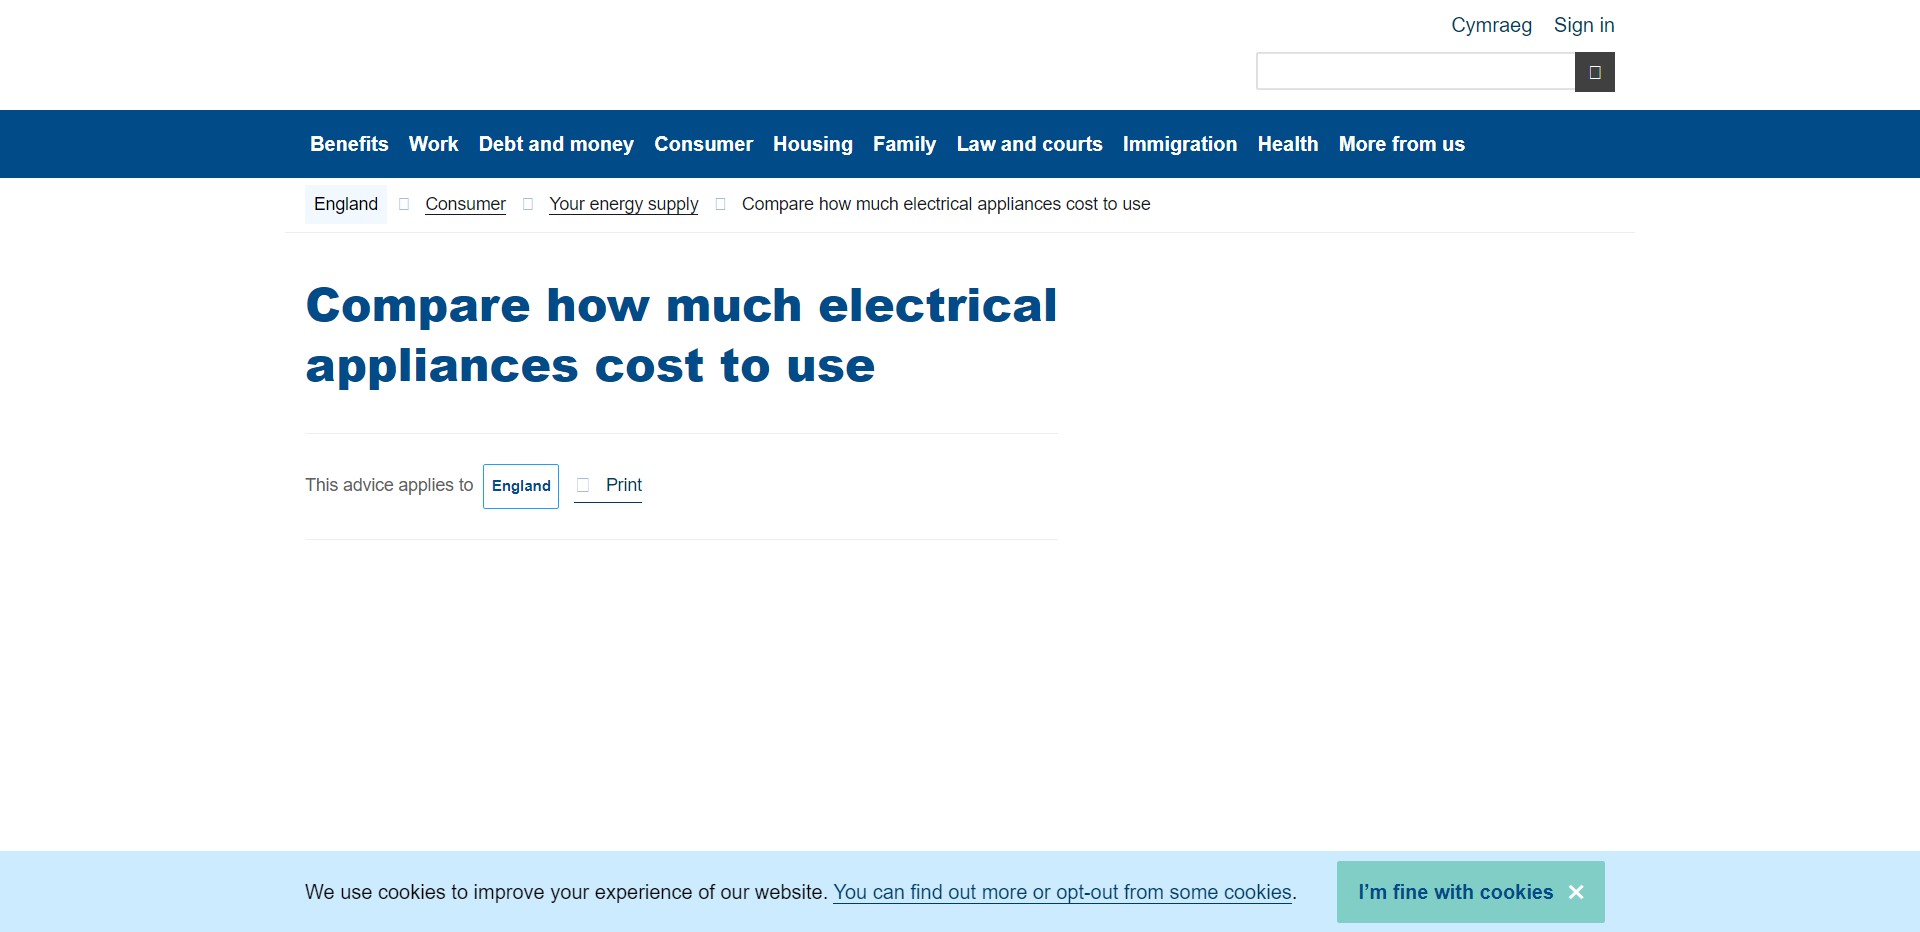 Cymraeg Sign in
Benefits Work Debt and money Consumer Housing Family Law and courts Immigration Health More from us
England Consumer Your energy supply Compare how much electrical appliances cost to use
Compare how much electrical
appliances cost to use
This advice applies to England Print
We use cookies to improve your experience of our website. You can find out more or opt-out from some cookies.
I’m fine with cookies ×